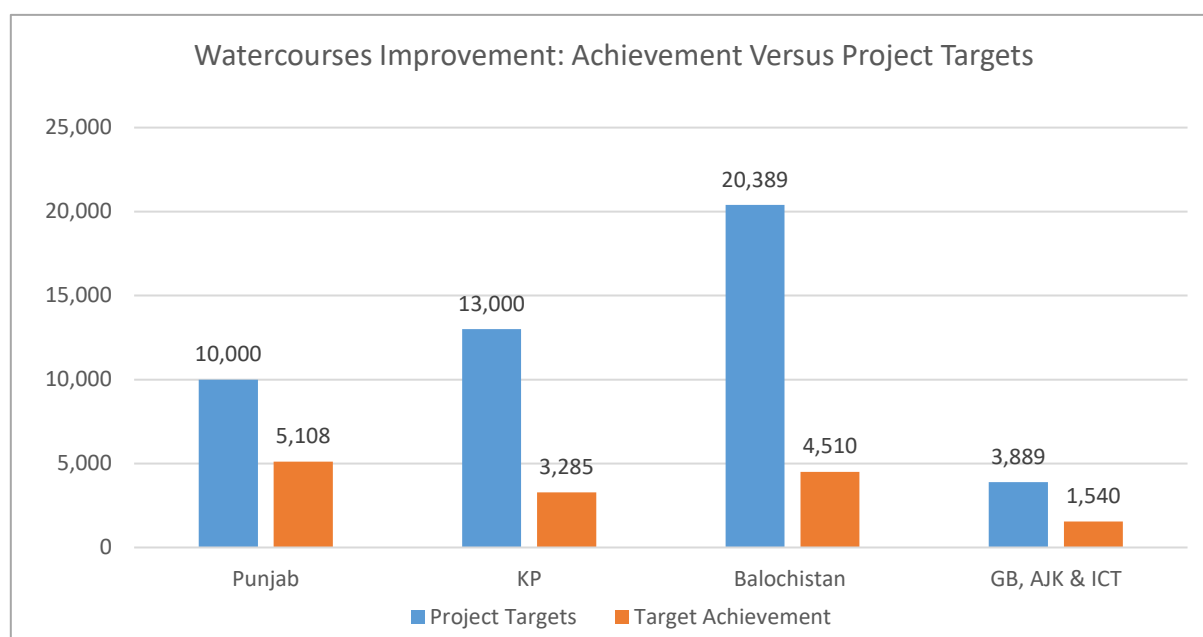 Watercourses Improvement: Achievement Versus Project Targets
25,000
20,000
15,000
10,000
5,000
0
10,000
5,108
13,000
3,285
20,389
4,510
3,889
1,540
Punjab
KP
Balochistan
GB, AJK & ICT
Project Targets
Target Achievement